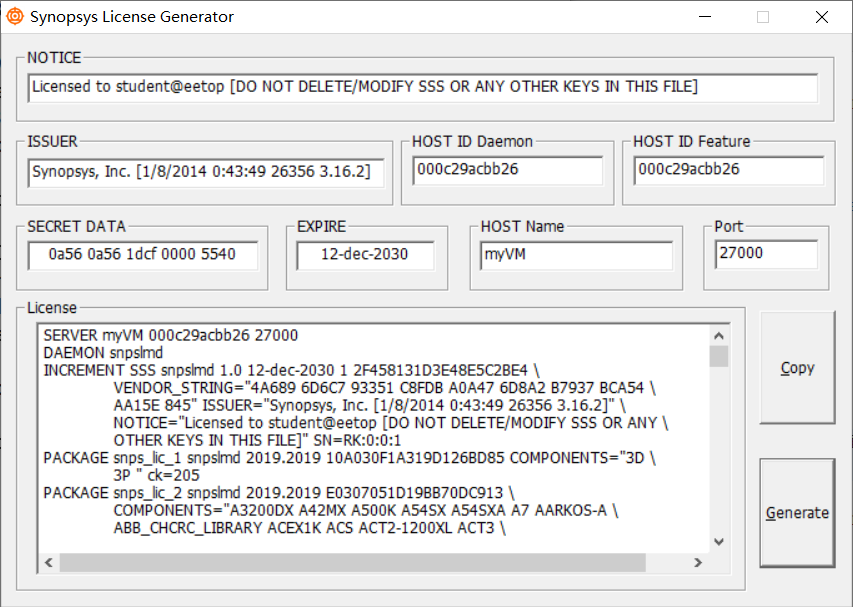 Synopsys License Generator
NOTICE
Licensed to student@eetop [DO NOT DELETE/MODIFY SSS OR ANY OTHER KEYS IN THIS FILE]
ISSUER
HOST ID Daemon
HOST ID Feature
Synopsys, Inc. [1/8/2014 0:43:49 26356 3.16.2]
000c29acbb26
000c29acbb26
SECRET DATA
EXPIRE
HOST Name
Port
0a56 0a56 1dcf 0000 5540
12-dec-2030
myVM
27000
License
SERVER myVM 000c29acbb26 27000
DAEMON snpslmd
INCREMENT SSS snpslmd 1.0 12-dec-2030 1 2F458131D3E48E5C2BE4 \
VENDOR_STRING="4A689 6D6C7 93351 C8FDB A0A47 6D8A2 B7937 BCA54 \
AA15E 845" ISSUER="Synopsys, Inc. [1/8/2014 0:43:49 26356 3.16.2]" \
NOTICE="Licensed to student@eetop [DO NOT DELETE/MODIFY SSS OR ANY \
OTHER KEYS IN THIS FILE]" SN=RK:0:0:1
PACKAGE snps_lic_1 snpslmd 2019.2019 10A030F1A319D126BD85 COMPONENTS="3D \
3P " ck=205
PACKAGE snps_lic_2 snpslmd 2019.2019 E0307051D19BB70DC913 \
COMPONENTS="A3200DX A42MX A500K A54SX A54SXA A7 AARKOS-A \
ABB_CHCRC_LIBRARY ACEX1K ACS ACT2-1200XL ACT3 \
Copy
Generate